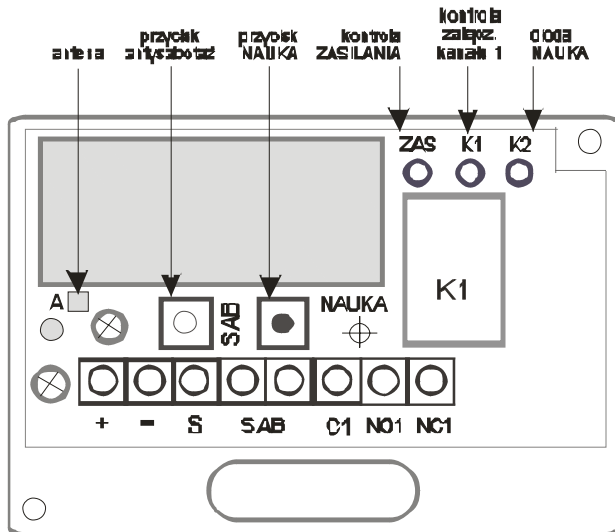 antena
przycisk
antysabotaż
przycisk
NAUKA
kontrola
ZASILANIA
kontrola
załącz.
kanału 1
dioda
NAUKA
ZAS K1 K2
K1
A
SAB
NAUKA
+ - S SAB C1 NO1 NC1